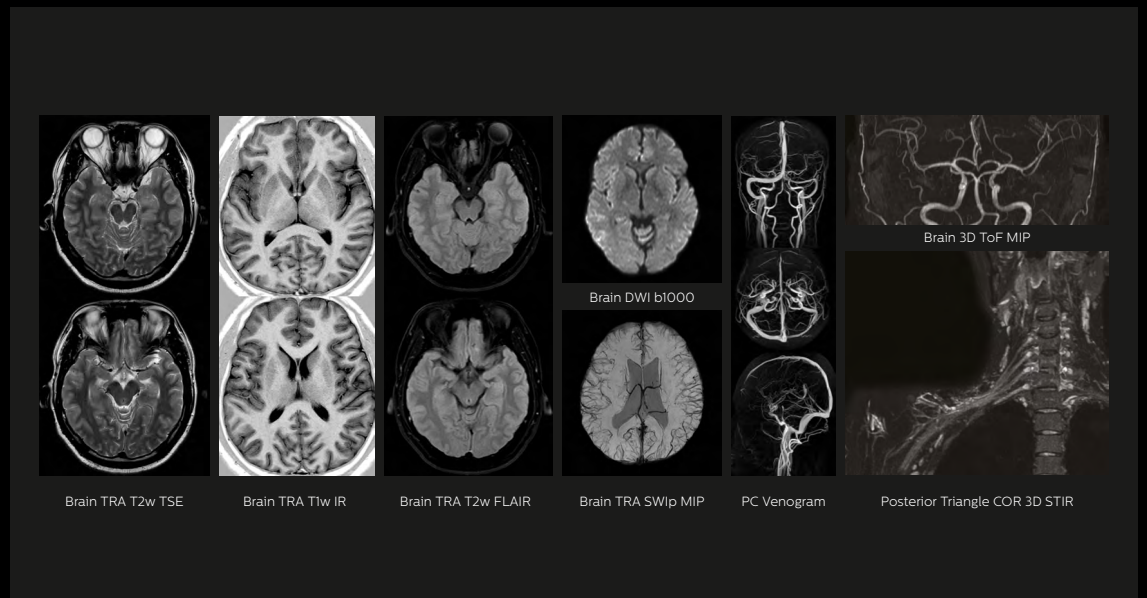 Brain 3D ToF MIP
Brain DWI b1000
Brain TRA T2w TSE
Brain TRA T1w IR
Brain TRA T2w FLAIR
Brain TRA SWIp MIP
PC Venogram
Posterior Triangle COR 3D STIR